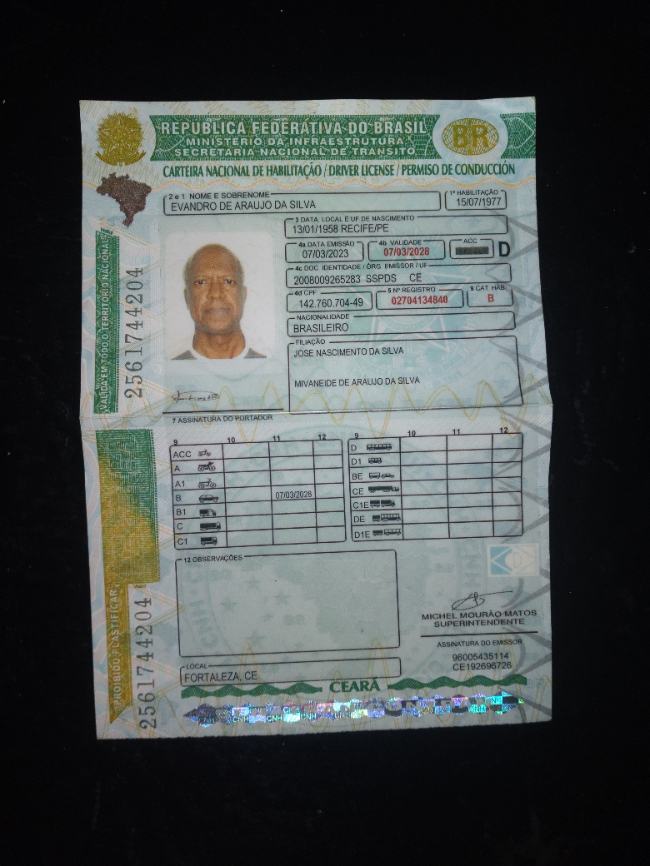 REPÚBLICA FEDERATIVA DO BRASIL
MINISTÉRIO DA INFRAESTRUTURA
SECRETARIA NACIONAL DE TRÂNSITO
BR
CARTEIRA NACIONAL DE HABILITAÇÃO / DRIVER LICENSE / PERMISO DE CONDUCCIÓN
2 e 1 NOME E SOBRENOME
EVANDRO DE ARAUJO DA SILVA
1ª HABILITAÇÃO
15/07/1977
3 DATA, LOCAL E UF DE NASCIMENTO
13/01/1958 RECIFE/PE
4a DATA EMISSÃO
07/03/2023
4b VALIDADE
07/03/2028
ACC
D
4c DOC IDENTIDADE / ÓRG. EMISSOR / UF
2008009265283 SSPDS CE
4d CPF
142.760.704-49
5 Nº REGISTRO
02704134840
9 CAT HAB
B
NACIONALIDADE
BRASILEIRO
FILIAÇÃO
JOSE NASCIMENTO DA SILVA
MIVANEIDE DE ARAUJO DA SILVA
7 ASSINATURA DO PORTADOR
VÁLIDA EM TODO O TERRITÓRIO NACIONAL
2561744204
9 10 11 12
ACC
A
A1
B 07/03/2028
B1
C
C1
9 10 11 12
D
D1
BE
CE
C1E
DE
D1E
12 OBSERVAÇÕES
PROIBIDO PLASTIFICAR
2561744204
MICHEL MOURÃO MATOS
SUPERINTENDENTE
ASSINATURA DO EMISSOR
96005435114
CE192695726
LOCAL
FORTALEZA, CE
CEARÁ